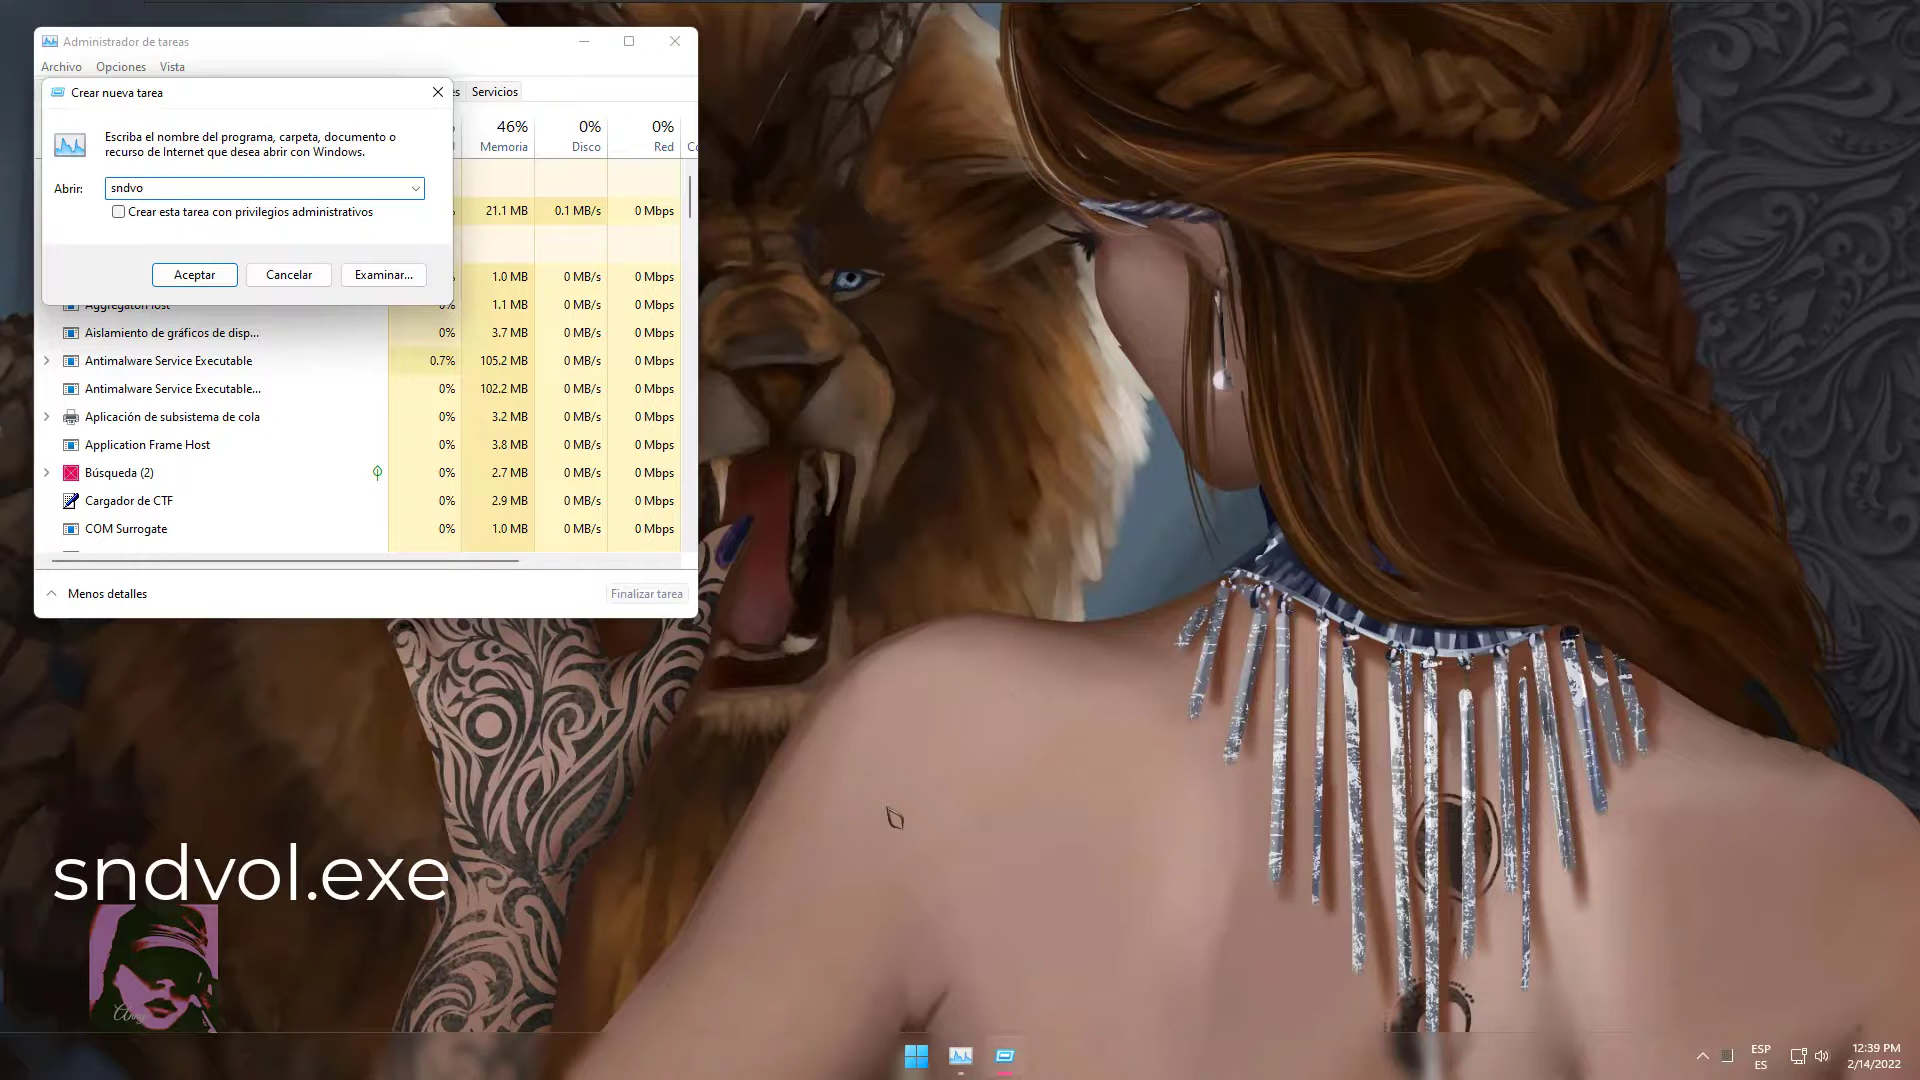 Administrador de tareas
Archivo Opciones Vista
Crear nueva tarea
es Servicios
Escriba el nombre del programa, carpeta, documento o
recurso de Internet que desea abrir con Windows.
46% 0% 0%
Memoria Disco Red
Abrir: sndvo
Crear esta tarea con privilegios administrativos
21.1 MB 0.1 MB/s 0 Mbps
Aceptar Cancelar Examinar...
1.0 MB 0 MB/s 0 Mbps
0% 1.1 MB 0 MB/s 0 Mbps
Aislamiento de gráficos de disp... 0% 3.7 MB 0 MB/s 0 Mbps
Antimalware Service Executable 0.7% 105.2 MB 0 MB/s 0 Mbps
Antimalware Service Executable... 0% 102.2 MB 0 MB/s 0 Mbps
Aplicación de subsistema de cola 0% 3.2 MB 0 MB/s 0 Mbps
Application Frame Host 0% 3.8 MB 0 MB/s 0 Mbps
Búsqueda (2) 0% 2.7 MB 0 MB/s 0 Mbps
Cargador de CTF 0% 2.9 MB 0 MB/s 0 Mbps
COM Surrogate 0% 1.0 MB 0 MB/s 0 Mbps
Menos detalles Finalizar tarea
sndvol.exe
ESP
ES
12:39 PM
2/14/2022